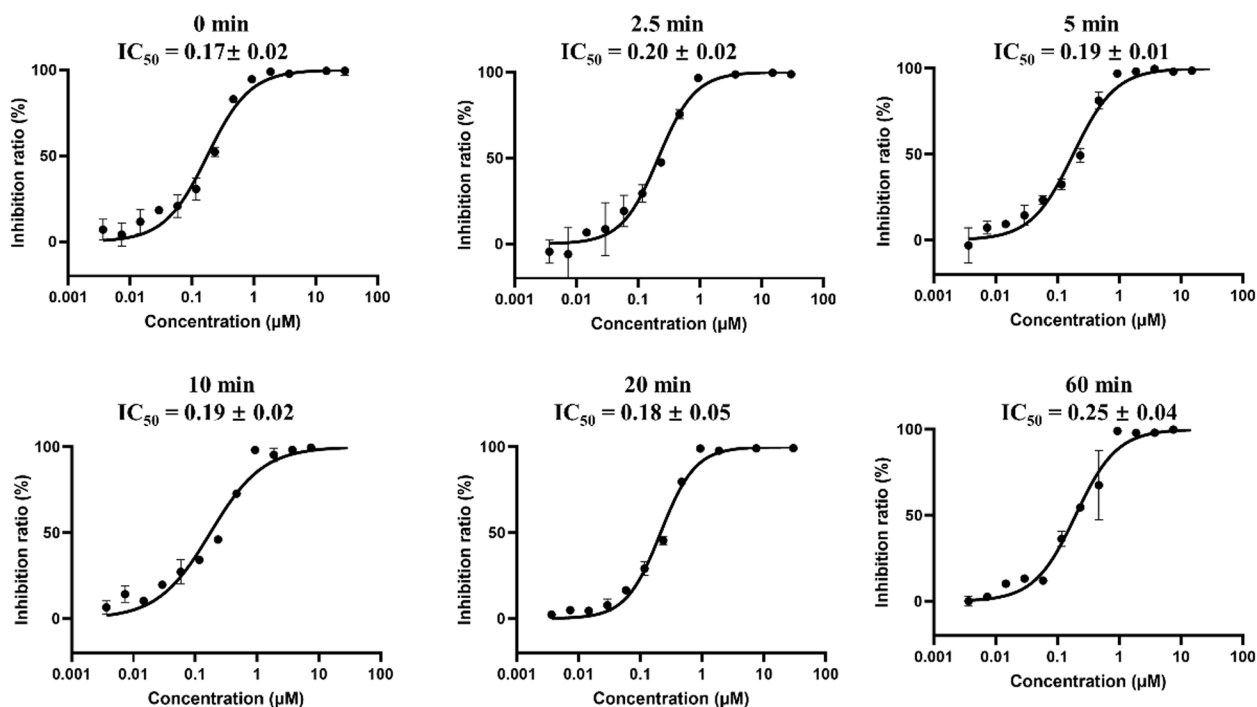 0 min
IC50 = 0.17± 0.02
100
50
0
Inhibition ratio (%)
0.001 0.01 0.1 1 10 100
Concentration (µM)
2.5 min
IC50 = 0.20 ± 0.02
100
50
0
Inhibition ratio (%)
0.001 0.01 0.1 1 10 100
Concentration (µM)
5 min
IC50 = 0.19 ± 0.01
100
50
0
Inhibition ratio (%)
0.001 0.01 0.1 1 10 100
Concentration (µM)
10 min
IC50 = 0.19 ± 0.02
100
50
0
Inhibition ratio (%)
0.001 0.01 0.1 1 10 100
Concentration (µM)
20 min
IC50 = 0.18 ± 0.05
100
50
0
Inhibition ratio (%)
0.001 0.01 0.1 1 10 100
Concentration (µM)
60 min
IC50 = 0.25 ± 0.04
100
50
0
Inhibition ratio (%)
0.001 0.01 0.1 1 10 100
Concentration (µM)